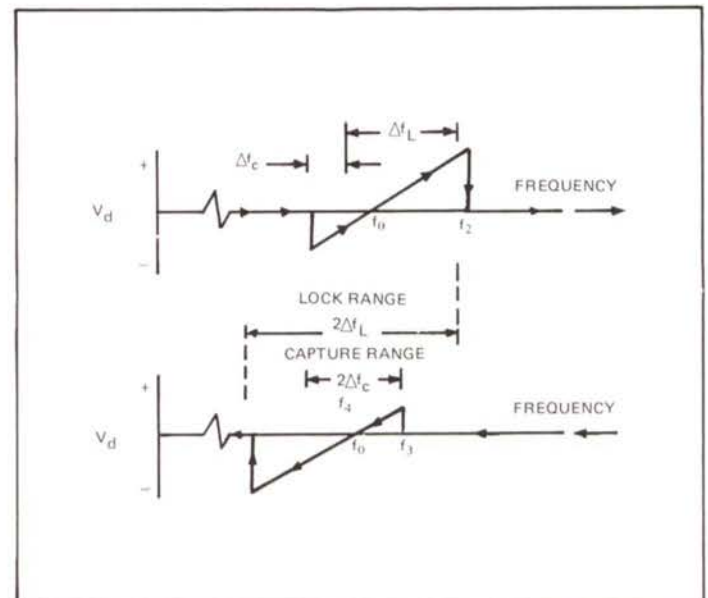 Δf_L
Δf_c
+
V_d
−
FREQUENCY
f_0
f_2
LOCK RANGE
2Δf_L
CAPTURE RANGE
2Δf_c
f_4
+
V_d
−
FREQUENCY
f_0
f_3